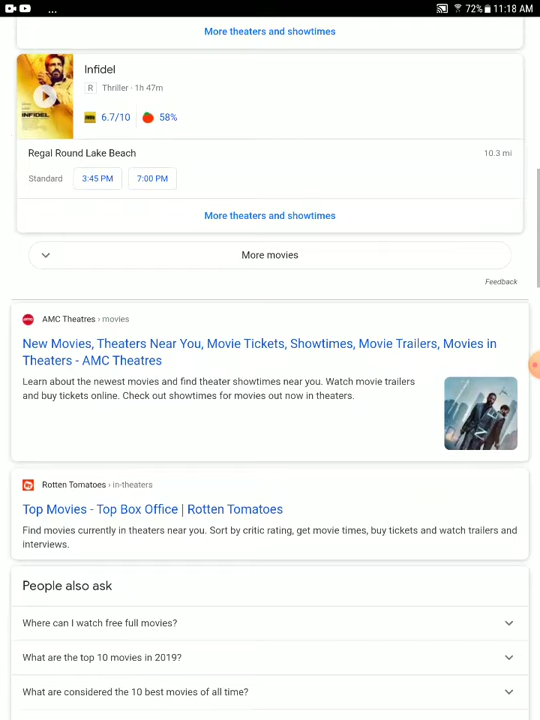 ... 72% 11:18 AM
More theaters and showtimes
Infidel
R Thriller · 1h 47m
6.7/10 58%
INFIDEL
Regal Round Lake Beach 10.3 mi
Standard 3:45 PM 7:00 PM
More theaters and showtimes
More movies
Feedback
AMC Theatres › movies
New Movies, Theaters Near You, Movie Tickets, Showtimes, Movie Trailers, Movies in
Theaters - AMC Theatres
Learn about the newest movies and find theater showtimes near you. Watch movie trailers
and buy tickets online. Check out showtimes for movies out now in theaters.
Rotten Tomatoes › in-theaters
Top Movies - Top Box Office | Rotten Tomatoes
Find movies currently in theaters near you. Sort by critic rating, get movie times, buy tickets and watch trailers and
interviews.
People also ask
Where can I watch free full movies?
What are the top 10 movies in 2019?
What are considered the 10 best movies of all time?